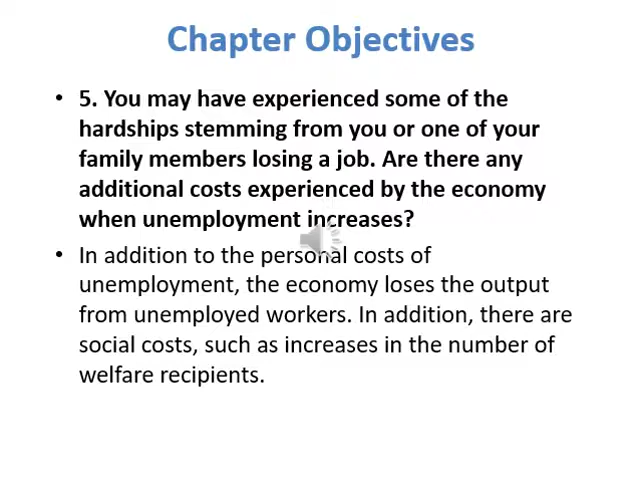 Chapter Objectives
• 5. You may have experienced some of the
hardships stemming from you or one of your
family members losing a job. Are there any
additional costs experienced by the economy
when unemployment increases?
• In addition to the personal costs of
unemployment, the economy loses the output
from unemployed workers. In addition, there are
social costs, such as increases in the number of
welfare recipients.